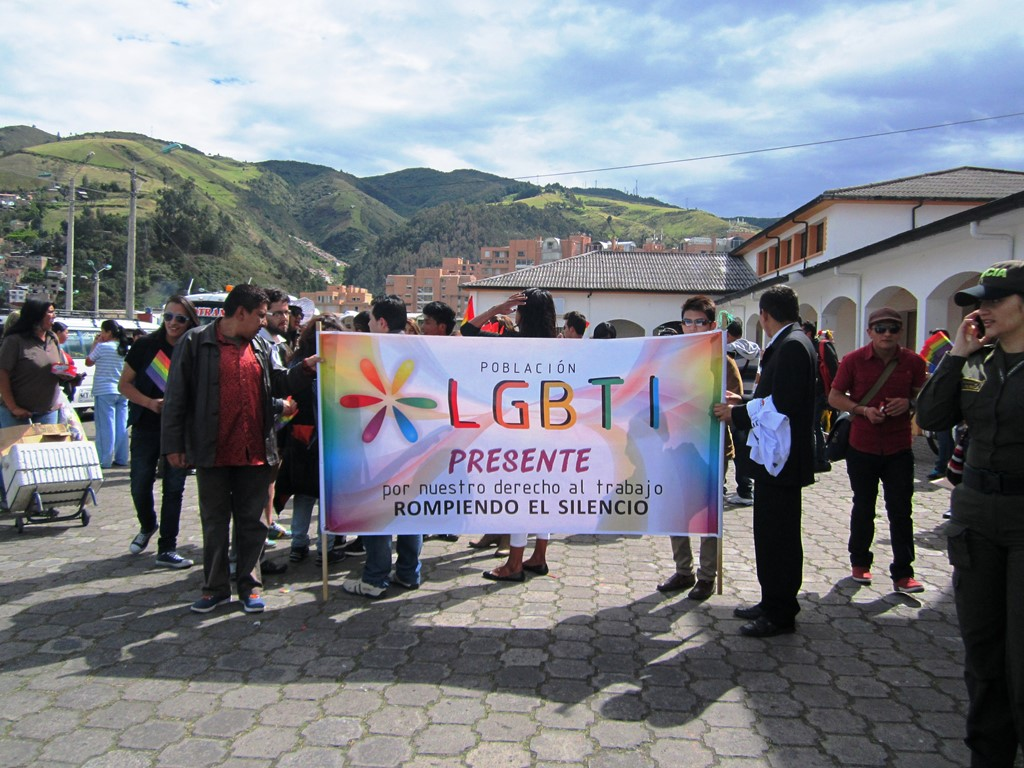 POBLACIÓN
LGBTI
PRESENTE
por nuestro derecho al trabajo
ROMPIENDO EL SILENCIO